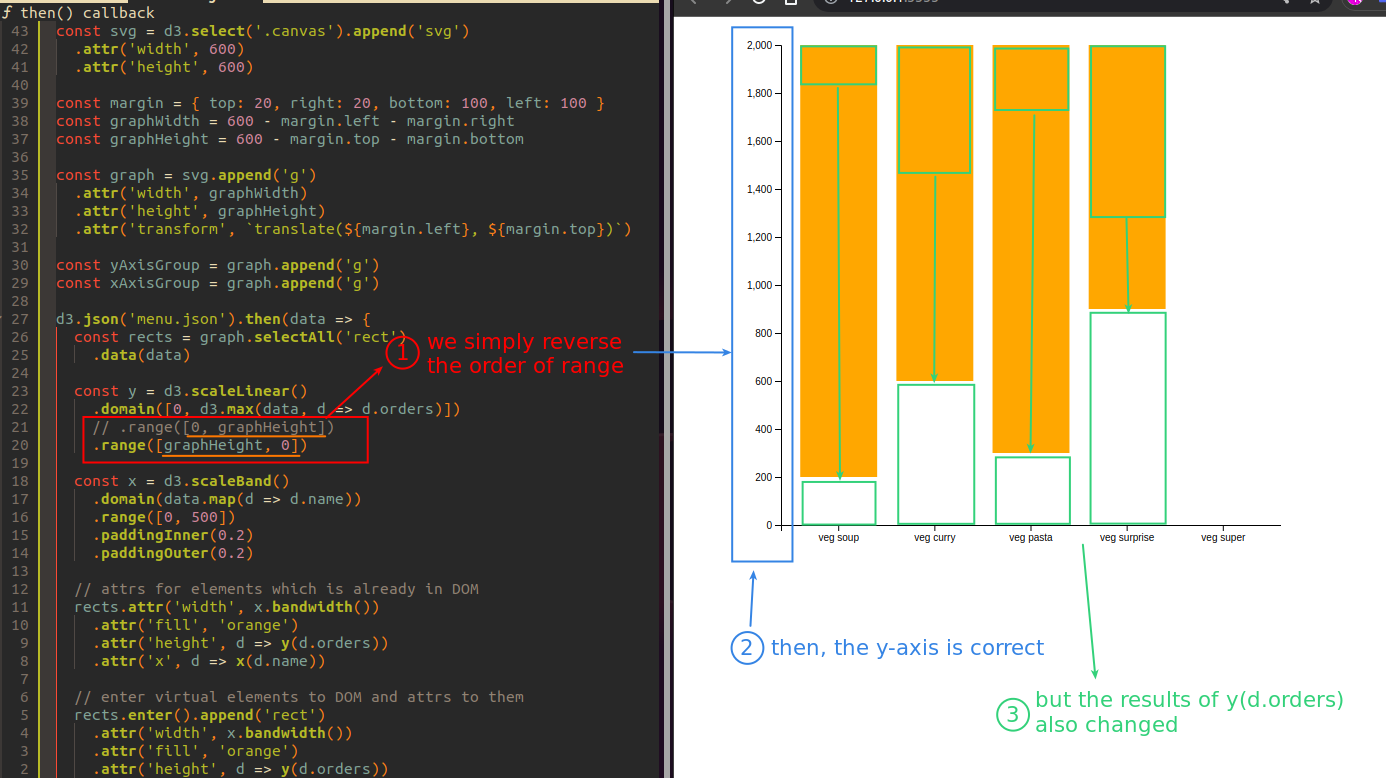 ƒ then() callback
43 const svg = d3.select('.canvas').append('svg')
42 .attr('width', 600)
41 .attr('height', 600)
40
39 const margin = { top: 20, right: 20, bottom: 100, left: 100 }
38 const graphWidth = 600 - margin.left - margin.right
37 const graphHeight = 600 - margin.top - margin.bottom
36
35 const graph = svg.append('g')
34 .attr('width', graphWidth)
33 .attr('height', graphHeight)
32 .attr('transform', `translate(${margin.left}, ${margin.top})`)
31
30 const yAxisGroup = graph.append('g')
29 const xAxisGroup = graph.append('g')
28
27 d3.json('menu.json').then(data => {
26 const rects = graph.selectAll('rect')
25 .data(data)
24
23 const y = d3.scaleLinear()
22 .domain([0, d3.max(data, d => d.orders)])
21 // .range([0, graphHeight])
20 .range([graphHeight, 0])
19
18 const x = d3.scaleBand()
17 .domain(data.map(d => d.name))
16 .range([0, 500])
15 .paddingInner(0.2)
14 .paddingOuter(0.2)
13
12 // attrs for elements which is already in DOM
11 rects.attr('width', x.bandwidth())
10 .attr('fill', 'orange')
9 .attr('height', d => y(d.orders))
8 .attr('x', d => x(d.name))
7
6 // enter virtual elements to DOM and attrs to them
5 rects.enter().append('rect')
4 .attr('width', x.bandwidth())
3 .attr('fill', 'orange')
2 .attr('height', d => y(d.orders))
1 we simply reverse
the order of range
2,000
1,800
1,600
1,400
1,200
1,000
800
600
400
200
0
veg soup veg curry veg pasta veg surprise veg super
2 then, the y-axis is correct
3 but the results of y(d.orders)
also changed